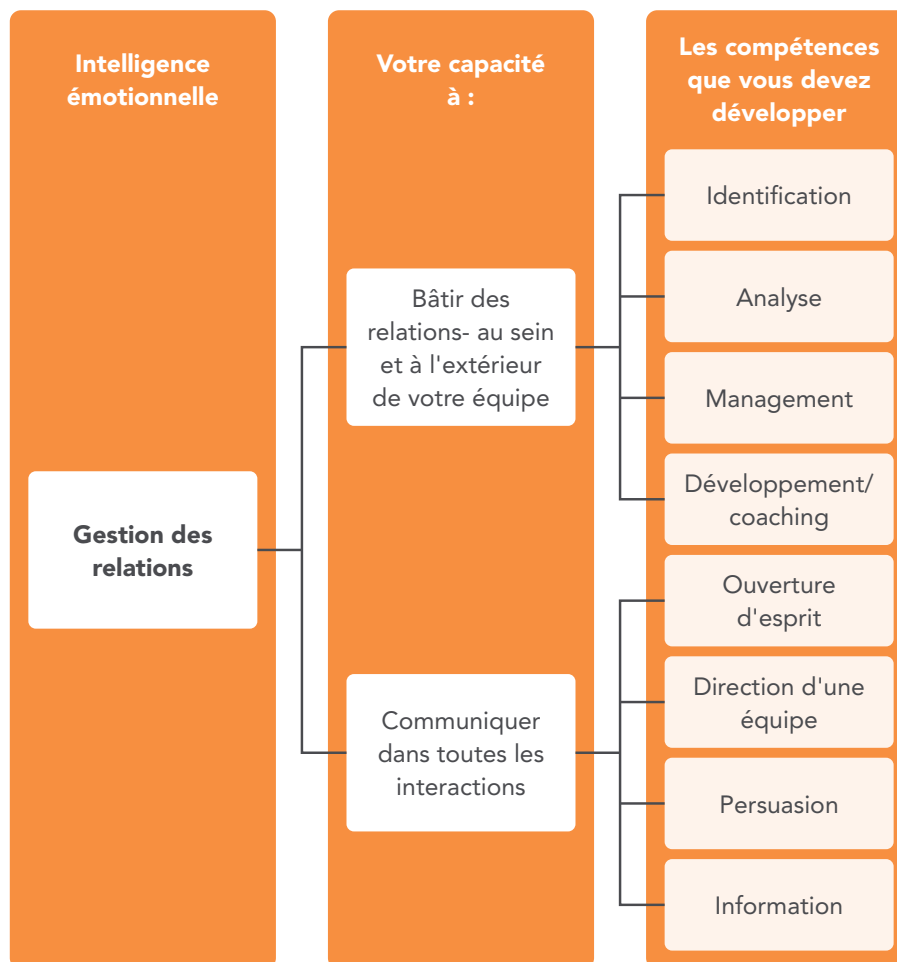 Intelligence
émotionnelle
Votre capacité
à :
Les compétences
que vous devez
développer
Gestion des
relations
Bâtir des
relations- au sein
et à l'extérieur
de votre équipe
Communiquer
dans toutes les
interactions
Identification
Analyse
Management
Développement/
coaching
Ouverture
d'esprit
Direction d'une
équipe
Persuasion
Information